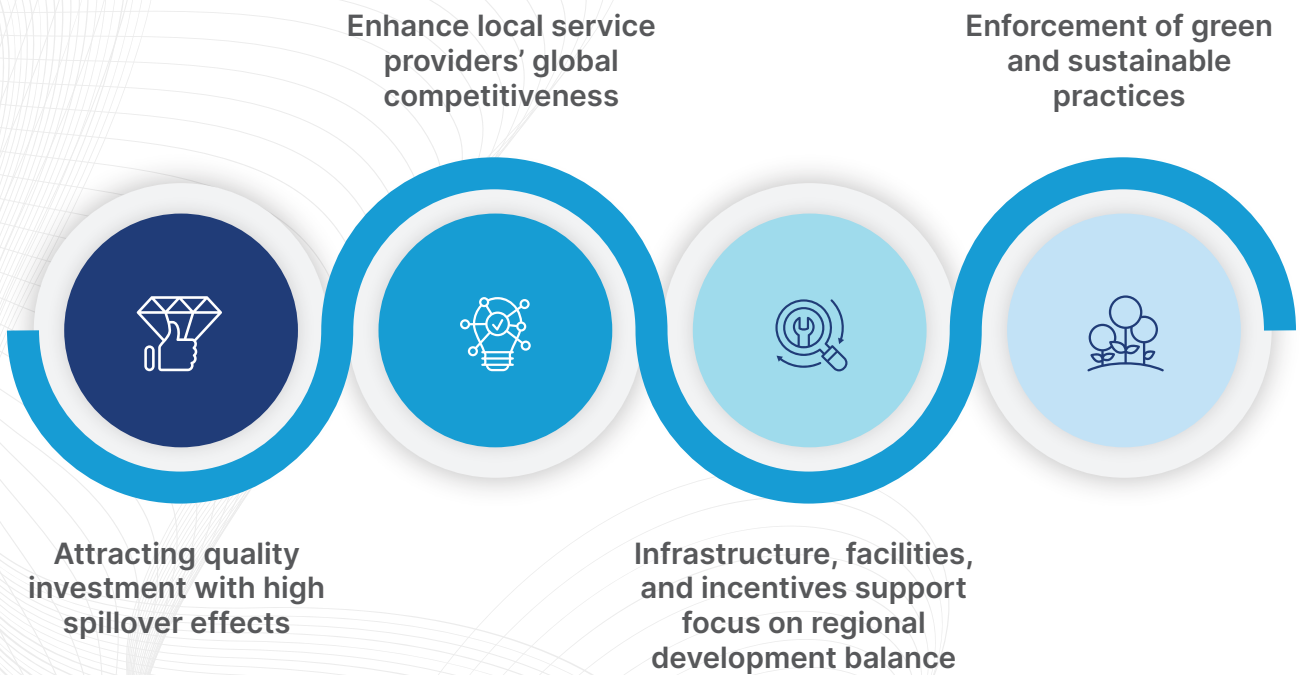 Enhance local service
providers’ global
competitiveness
Enforcement of green
and sustainable
practices
Attracting quality
investment with high
spillover effects
Infrastructure, facilities,
and incentives support
focus on regional
development balance